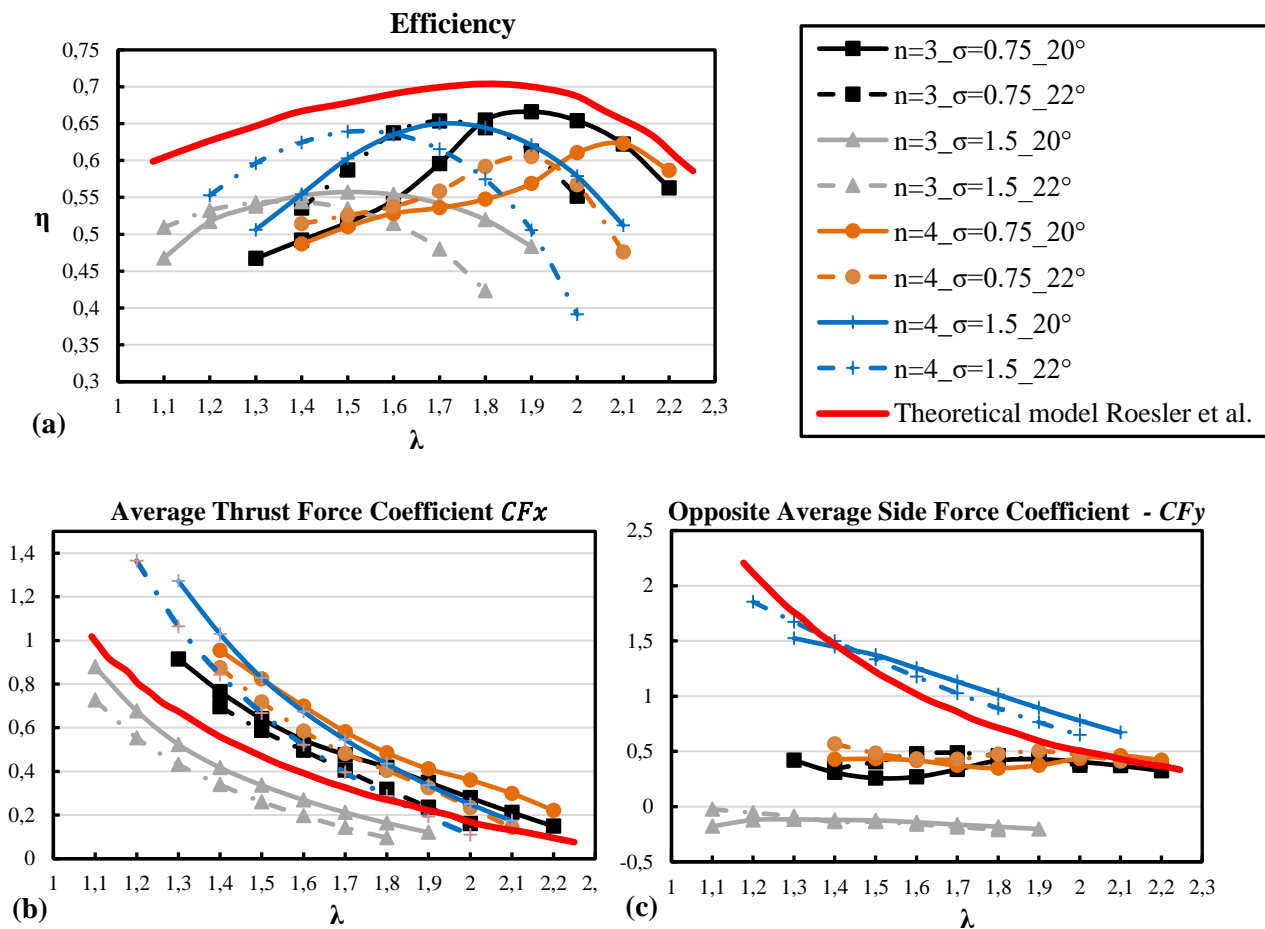 Efficiency
0,75
0,7
0,65
0,6
0,55
η
0,5
0,45
0,4
0,35
0,3
1 1,1 1,2 1,3 1,4 1,5 1,6 1,7 1,8 1,9 2 2,1 2,2 2,3
(a)
λ
n=3_σ=0.75_20°
n=3_σ=0.75_22°
n=3_σ=1.5_20°
n=3_σ=1.5_22°
n=4_σ=0.75_20°
n=4_σ=0.75_22°
n=4_σ=1.5_20°
n=4_σ=1.5_22°
Theoretical model Roesler et al.
Average Thrust Force Coefficient CFx
1,4
1,2
1
0,8
0,6
0,4
0,2
0
1 1,1 1,2 1,3 1,4 1,5 1,6 1,7 1,8 1,9 2 2,1 2,2 2,
(b)
λ
Opposite Average Side Force Coefficient - CFy
2,5
2
1,5
1
0,5
0
-0,5
1 1,1 1,2 1,3 1,4 1,5 1,6 1,7 1,8 1,9 2 2,1 2,2 2,3
(c)
λ